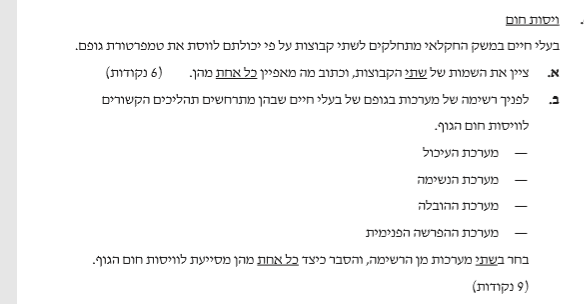 ויסות חום
בעלי חיים במשק החקלאי מתחלקים לשתי קבוצות על פי יכולתם לווסת את טמפרטורת גופם.
א. ציין את השמות של שתי הקבוצות, וכתוב מה מאפיין כל אחת מהן. (6 נקודות)
ב. לפניך רשימה של מערכות בגופם של בעלי חיים שבהן מתרחשים תהליכים הקשורים
לוויסות חום הגוף.
— מערכת העיכול
— מערכת הנשימה
— מערכת ההובלה
— מערכת ההפרשה הפנימית
בחר בשתי מערכות מן הרשימה, והסבר כיצד כל אחת מהן מסייעת לוויסות חום הגוף.
(9 נקודות)